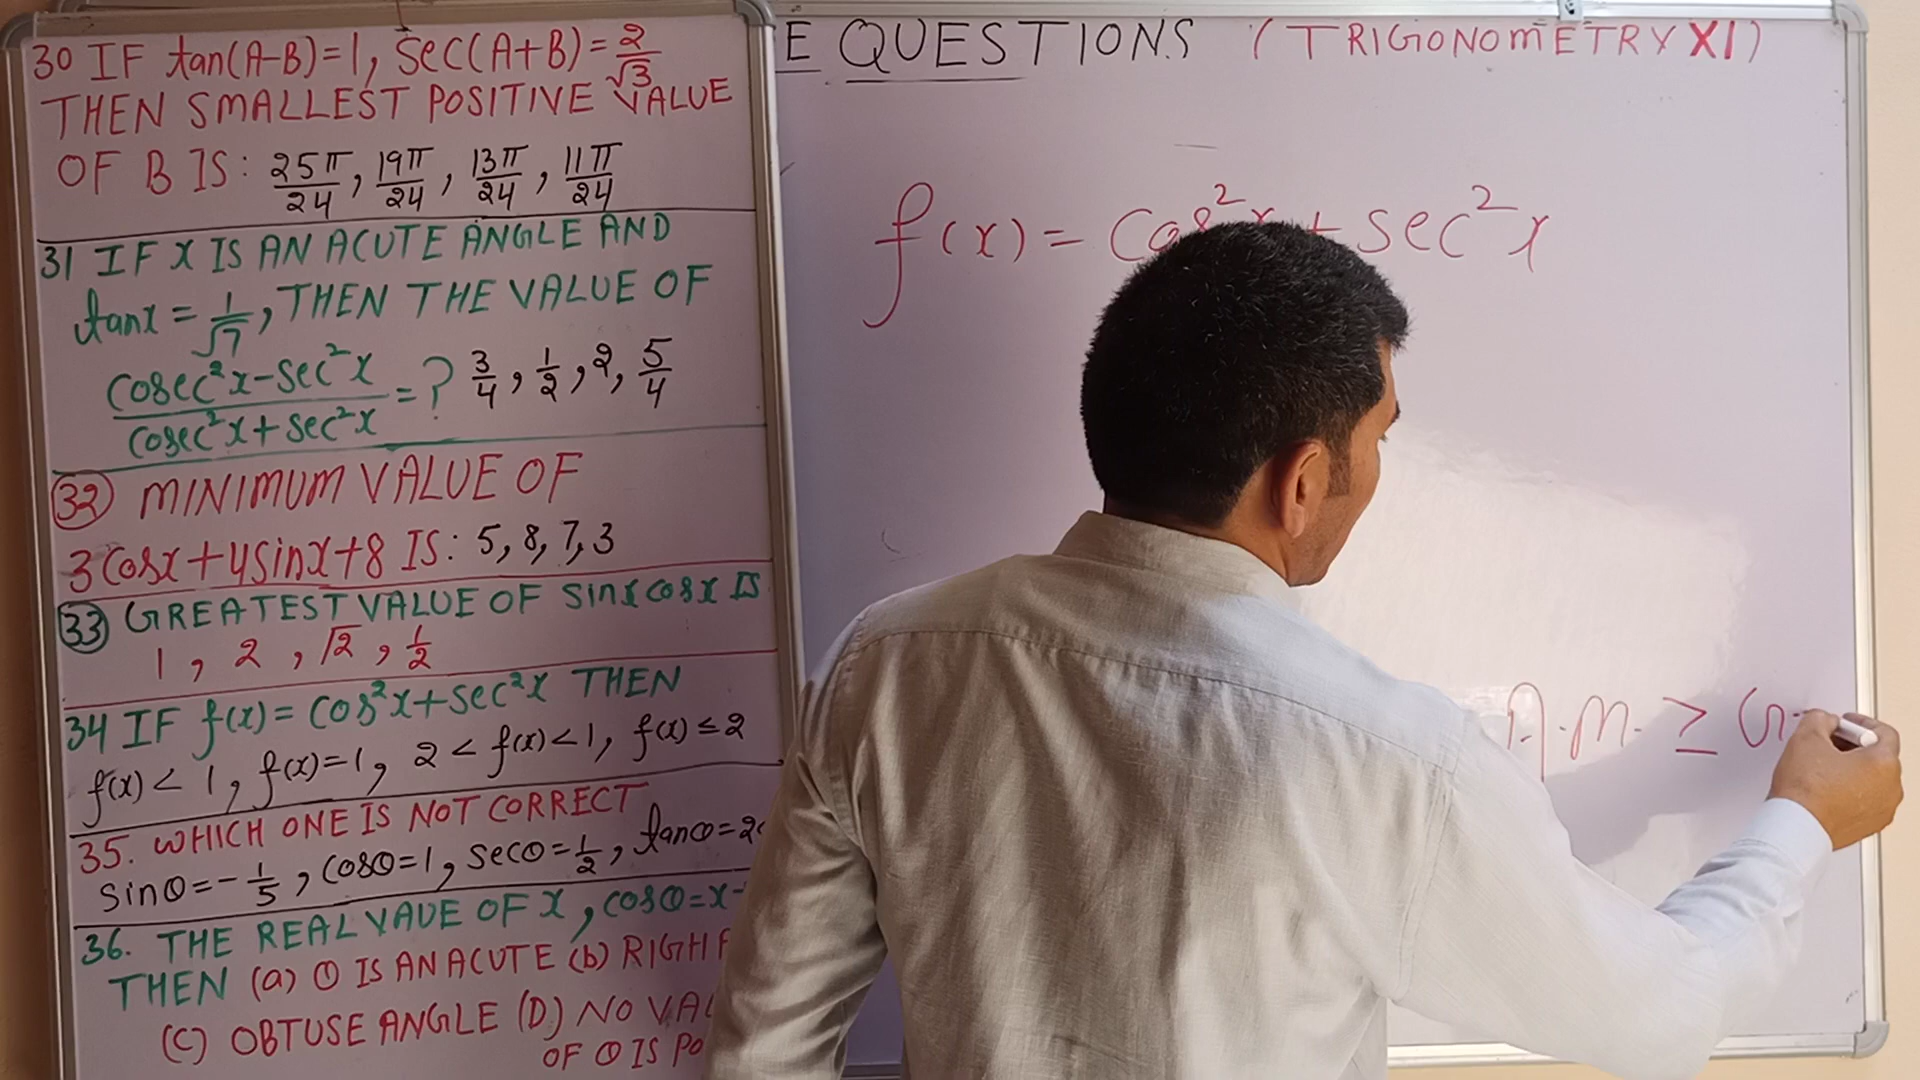 30 IF tan(A-B)=1, sec(A+B)=2/√3
THEN SMALLEST POSITIVE VALUE
OF B IS: 25π/24, 19π/24, 13π/24, 11π/24
31 IF X IS AN ACUTE ANGLE AND
tanx = 1/√7, THEN THE VALUE OF
(cosec²x-sec²x)/(cosec²x+sec²x) = ? 3/4, 1/2, 2, 5/4
32 MINIMUM VALUE OF
3cosx+4sinx+8 IS: 5, 8, 7, 3
33 GREATEST VALUE OF sinx cosx IS
1, 2, √2, 1/2
34 IF f(x)= cos²x+sec²x THEN
f(x) < 1, f(x)=1, 2 < f(x) < 1, f(x) ≤ 2
35. WHICH ONE IS NOT CORRECT
sinθ=-1/5, cosθ=1, secθ=1/2, tanθ=2
36. THE REAL VAUE OF X, cosθ=x-
THEN (a) θ IS AN ACUTE (b) RIGH
(C) OBTUSE ANGLE (D) NO VAL
OF θ IS PO
E QUESTIONS (TRIGONOMETRY XI)
f(x) = cos²x + sec²x
A.M. ≥ G.